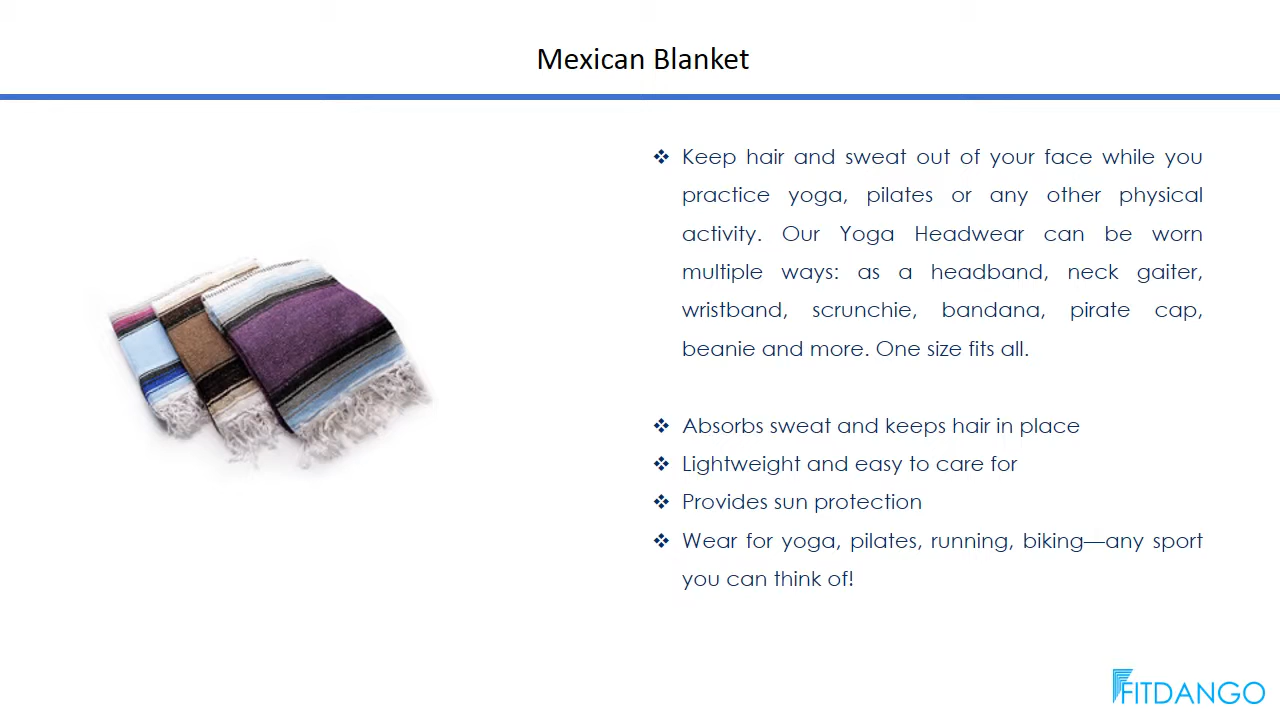 Mexican Blanket
❖ Keep hair and sweat out of your face while you
practice yoga, pilates or any other physical
activity. Our Yoga Headwear can be worn
multiple ways: as a headband, neck gaiter,
wristband, scrunchie, bandana, pirate cap,
beanie and more. One size fits all.
❖ Absorbs sweat and keeps hair in place
❖ Lightweight and easy to care for
❖ Provides sun protection
❖ Wear for yoga, pilates, running, biking—any sport
you can think of!
FITDANGO